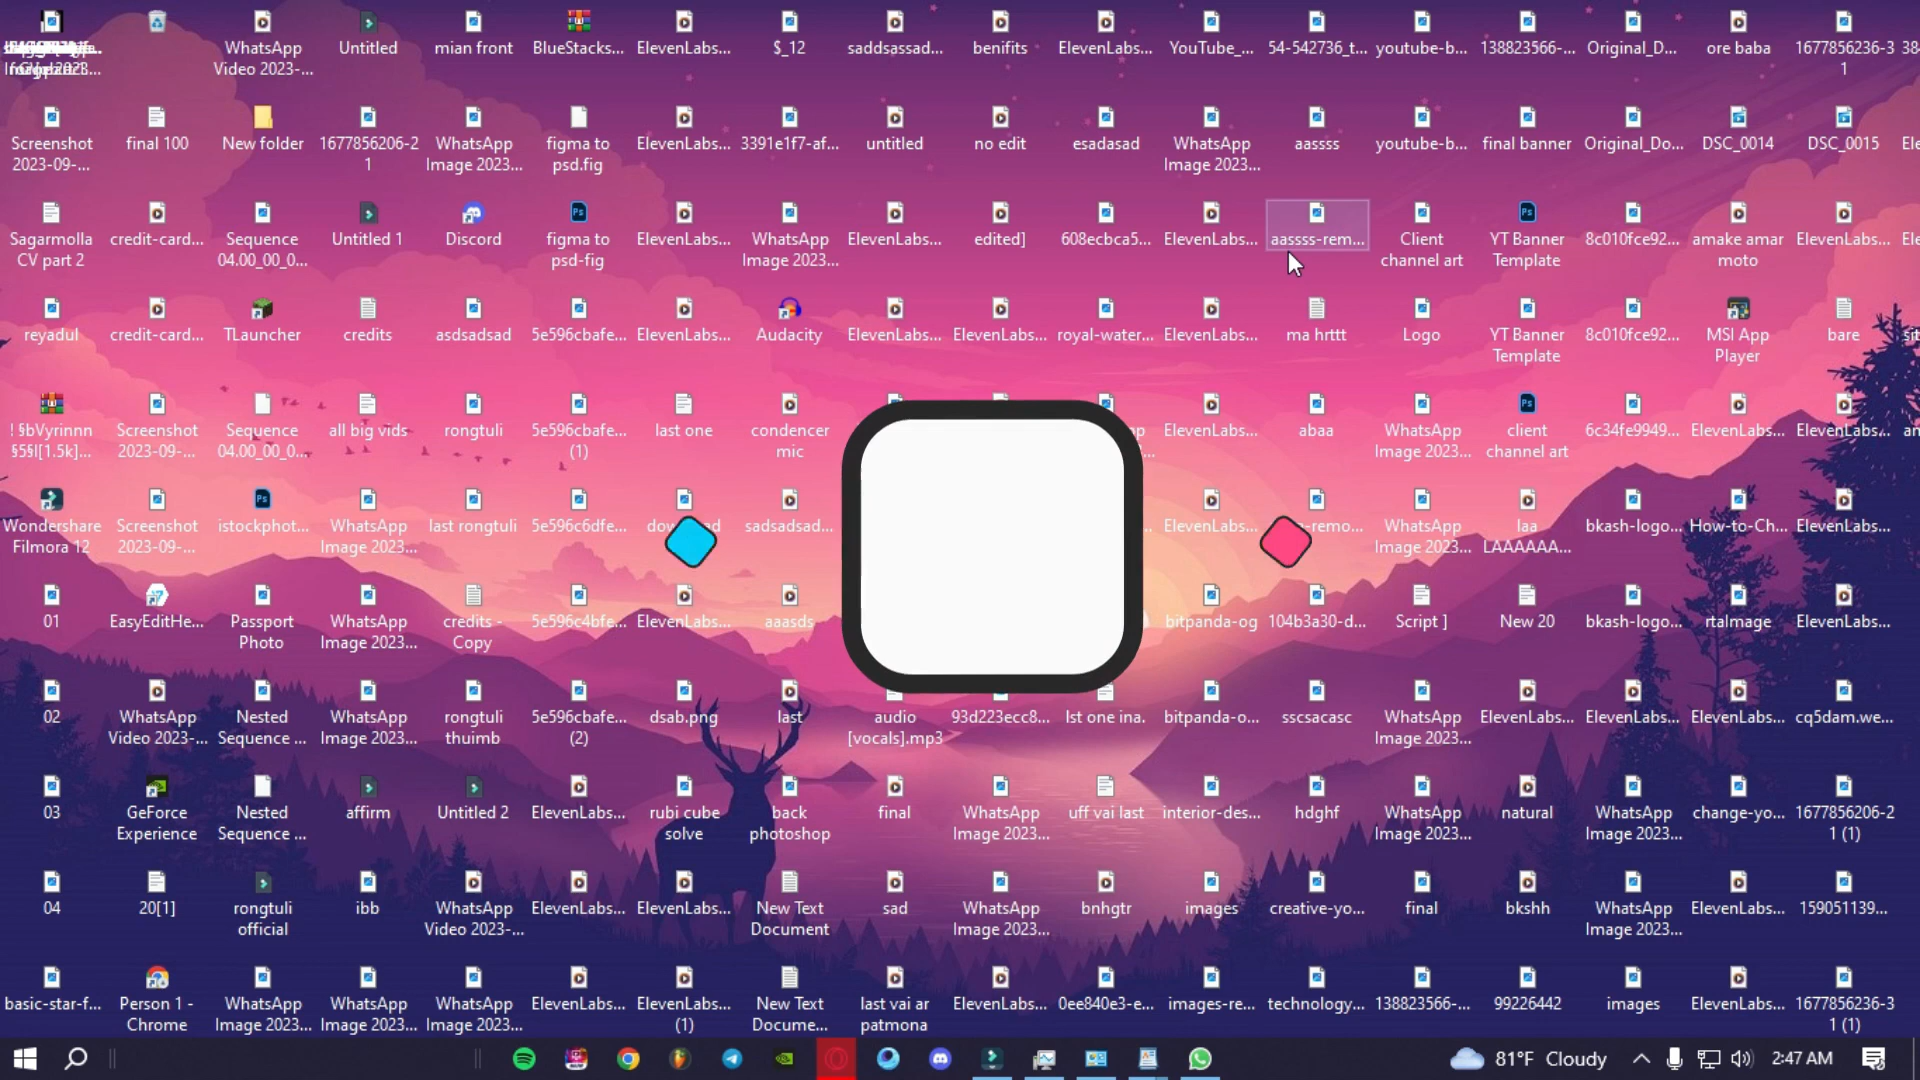 WhatsApp
Video 2023-...
Untitled
mian front
BlueStacks...
ElevenLabs...
$_12
saddsassad...
benifits
ElevenLabs...
YouTube_...
54-542736_t...
youtube-b...
138823566-...
Original_D...
ore baba
1677856236-3
1
Screenshot
2023-09-...
final 100
New folder
1677856206-2
1
WhatsApp
Image 2023...
figma to
psd.fig
ElevenLabs...
3391e1f7-af...
untitled
no edit
esadasad
WhatsApp
Image 2023...
aassss
youtube-b...
final banner
Original_Do...
DSC_0014
DSC_0015
Sagarmolla
CV part 2
credit-card...
Sequence
04.00_00_0...
Untitled 1
Discord
figma to
psd-fig
ElevenLabs...
WhatsApp
Image 2023...
ElevenLabs...
edited]
608ecbca5...
ElevenLabs...
aassss-rem...
Client
channel art
YT Banner
Template
8c010fce92...
amake amar
moto
ElevenLabs...
reyadul
credit-card...
TLauncher
credits
asdsadsad
5e596cbafe...
ElevenLabs...
Audacity
ElevenLabs...
ElevenLabs...
royal-water...
ElevenLabs...
ma hrttt
Logo
YT Banner
Template
8c010fce92...
MSI App
Player
bare
! §bVyrinnn
§5§l[1.5k]...
Screenshot
2023-09-...
Sequence
04.00_00_0...
all big vids
rongtuli
5e596cbafe...
(1)
last one
condencer
mic
ElevenLabs...
abaa
WhatsApp
Image 2023...
client
channel art
6c34fe9949...
ElevenLabs...
ElevenLabs...
Wondershare
Filmora 12
Screenshot
2023-09-...
istockphot...
WhatsApp
Image 2023...
last rongtuli
5e596c6dfe...
sadsadsad...
ElevenLabs...
WhatsApp
Image 2023...
laa
LAAAAAA...
bkash-logo...
How-to-Ch...
ElevenLabs...
01
EasyEditHe...
Passport
Photo
WhatsApp
Image 2023...
credits -
Copy
5e596c4bfe...
ElevenLabs...
aaasds
bitpanda-og
104b3a30-d...
Script ]
New 20
bkash-logo...
rtaImage
ElevenLabs...
02
WhatsApp
Video 2023-...
Nested
Sequence ...
WhatsApp
Image 2023...
rongtuli
thuimb
5e596cbafe...
(2)
dsab.png
last
audio
[vocals].mp3
93d223ecc8...
lst one ina.
bitpanda-o...
sscsacasc
WhatsApp
Image 2023...
ElevenLabs...
ElevenLabs...
ElevenLabs...
cq5dam.we...
03
GeForce
Experience
Nested
Sequence ...
affirm
Untitled 2
ElevenLabs...
rubi cube
solve
back
photoshop
final
WhatsApp
Image 2023...
uff vai last
interior-des...
hdghf
WhatsApp
Image 2023...
natural
WhatsApp
Image 2023...
change-yo...
1677856206-2
1 (1)
04
20[1]
rongtuli
official
ibb
WhatsApp
Video 2023-...
ElevenLabs...
ElevenLabs...
New Text
Document
sad
WhatsApp
Image 2023...
bnhgtr
images
creative-yo...
final
bkshh
WhatsApp
Image 2023...
ElevenLabs...
159051139...
basic-star-f...
Person 1 -
Chrome
WhatsApp
Image 2023...
WhatsApp
Image 2023...
WhatsApp
Image 2023...
ElevenLabs...
ElevenLabs...
(1)
New Text
Docume...
last vai ar
patmona
ElevenLabs...
0ee840e3-e...
images-re...
technology...
138823566-...
99226442
images
ElevenLabs...
1677856236-3
1 (1)
81°F Cloudy
2:47 AM